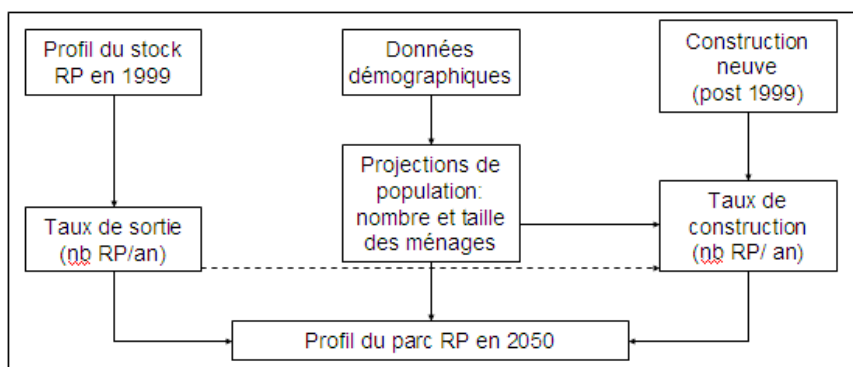 Profil du stock
RP en 1999
Données
démographiques
Construction
neuve
(post 1999)
Projections de
population:
nombre et taille
des ménages
Taux de sortie
(nb RP/an)
Taux de
construction
(nb RP/ an)
Profil du parc RP en 2050